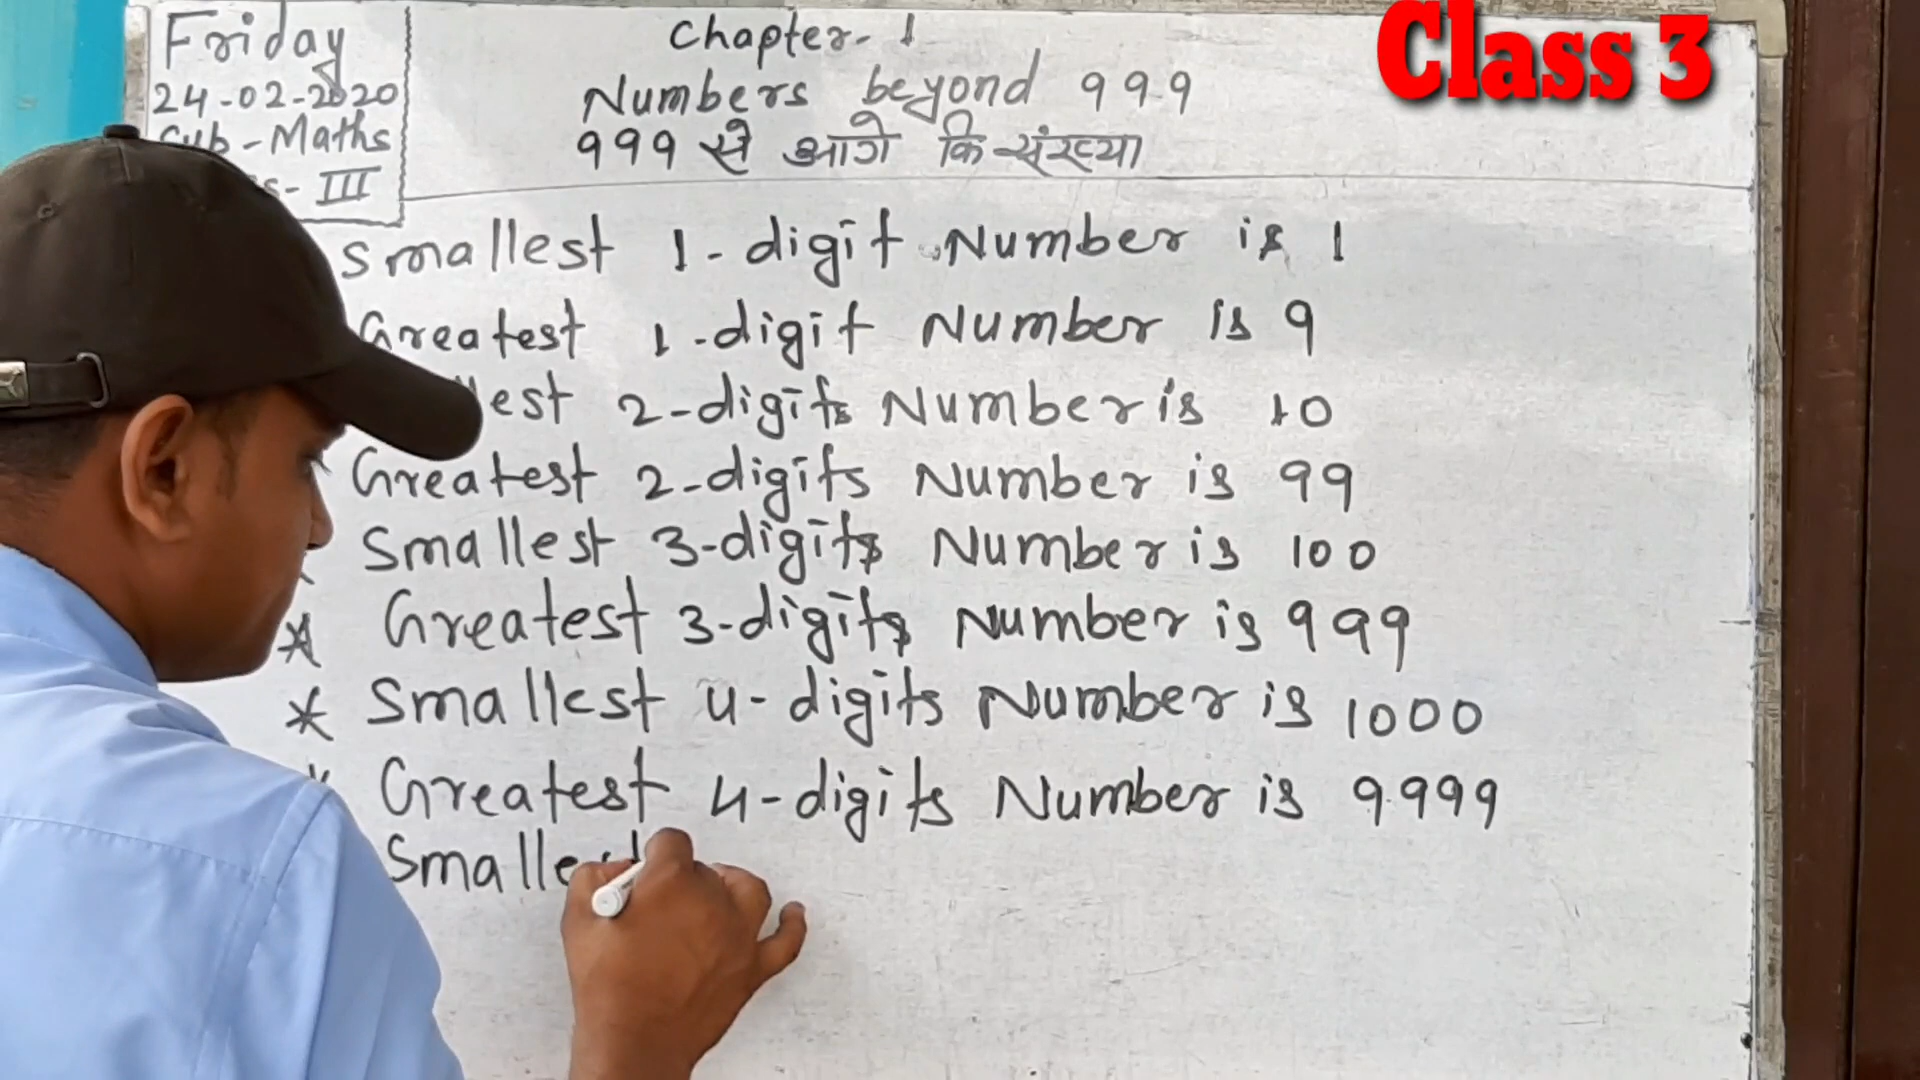 Class 3
Friday
24-02-2020
Sub-Maths
III
Chapter-1
Numbers beyond 999
999 से आगे कि संख्या
Smallest 1-digit Number is 1
Greatest 1-digit Number is 9
llest 2-digits Number is 10
Greatest 2-digits Number is 99
Smallest 3-digits Number is 100
* Greatest 3-digits Number is 999
* Smallest 4-digits Number is 1000
* Greatest 4-digits Number is 9999
Smallest